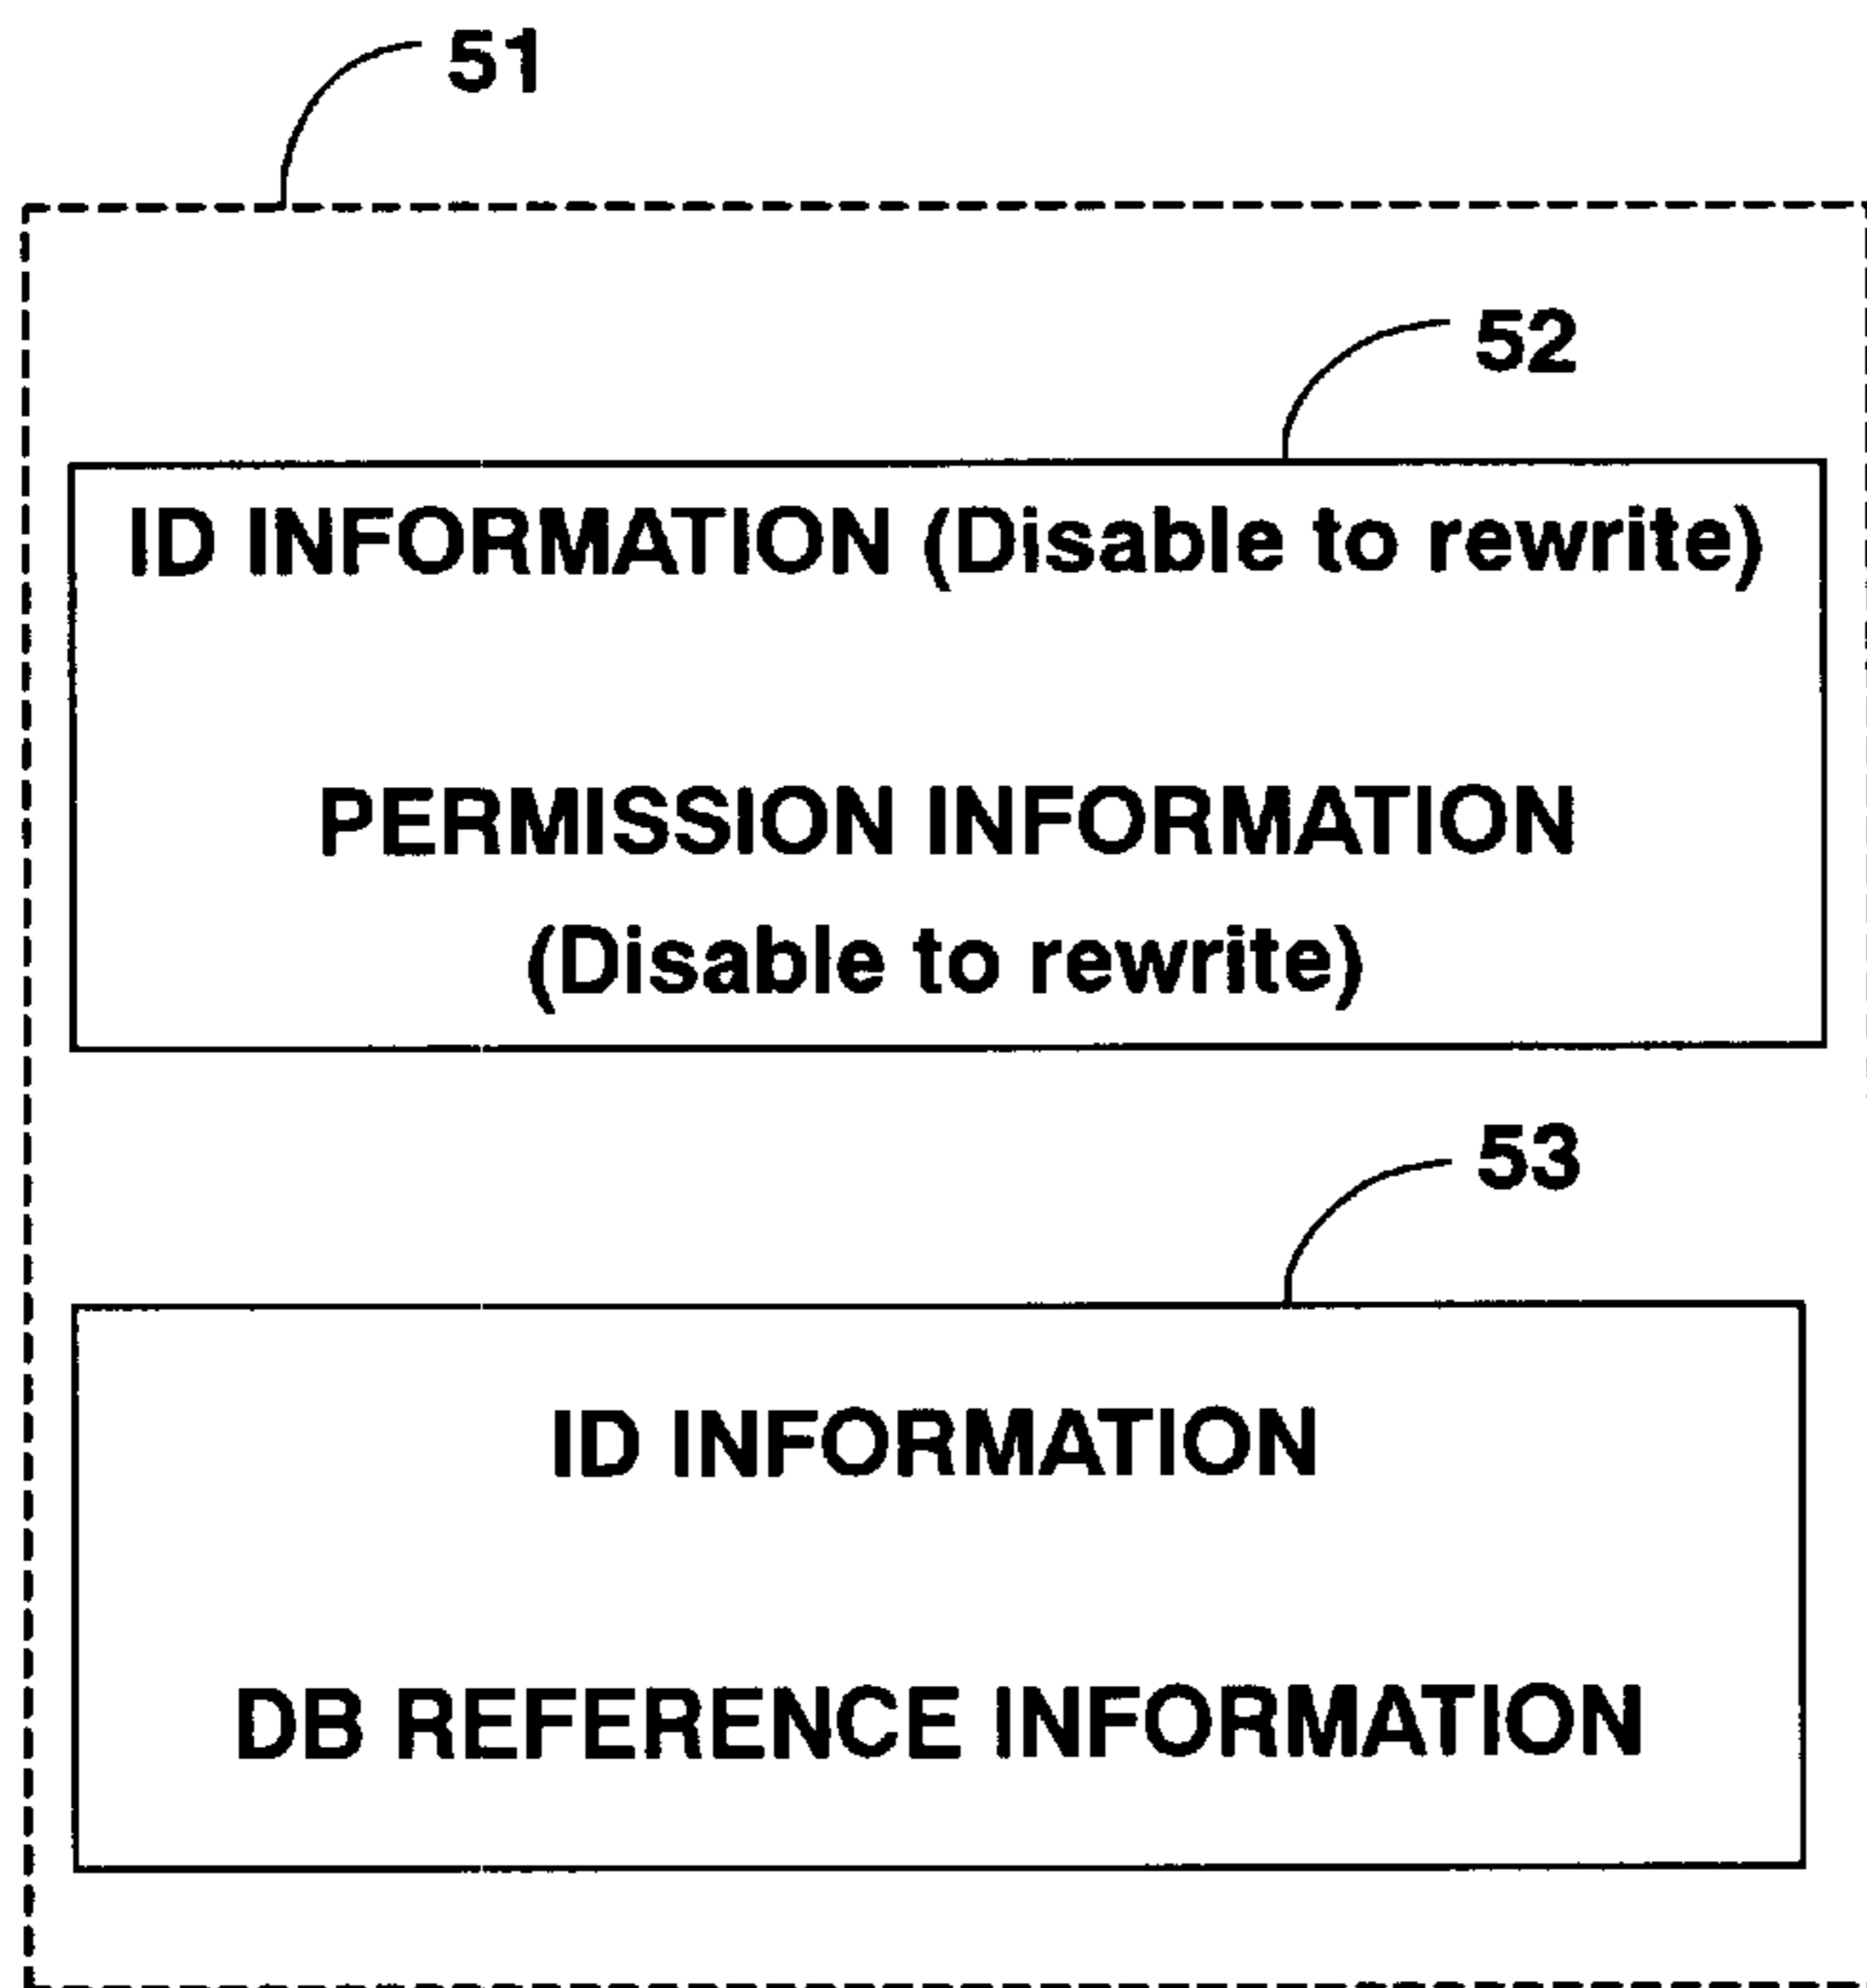 51
52
ID INFORMATION (Disable to rewrite)
PERMISSION INFORMATION
(Disable to rewrite)
53
ID INFORMATION
DB REFERENCE INFORMATION